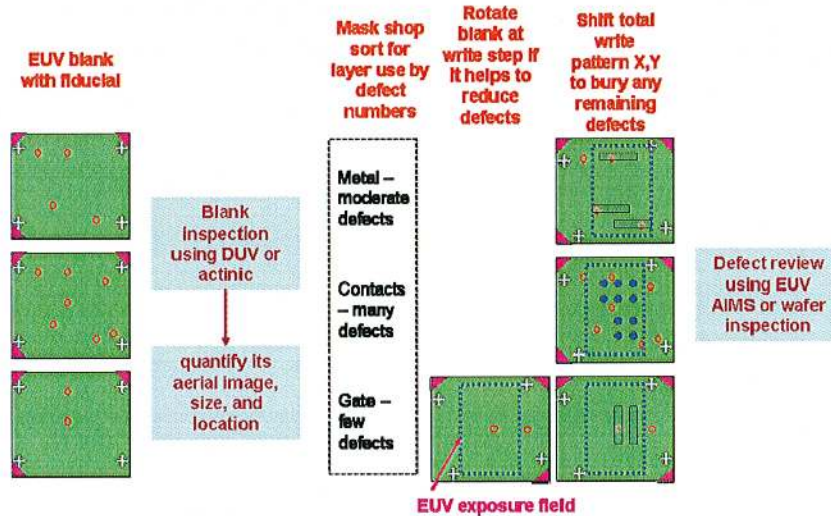 EUV blank
with fiducial
Mask shop
sort for
layer use by
defect
numbers
Rotate
blank at
write step if
it helps to
reduce
defects
Shift total
write
pattern X,Y
to bury any
remaining
defects
Blank
inspection
using DUV or
actinic
quantify its
aerial image,
size, and
location
Metal –
moderate
defects
Contacts
– many
defects
Gate –
few
defects
Defect review
using EUV
AIMS or wafer
inspection
EUV exposure field